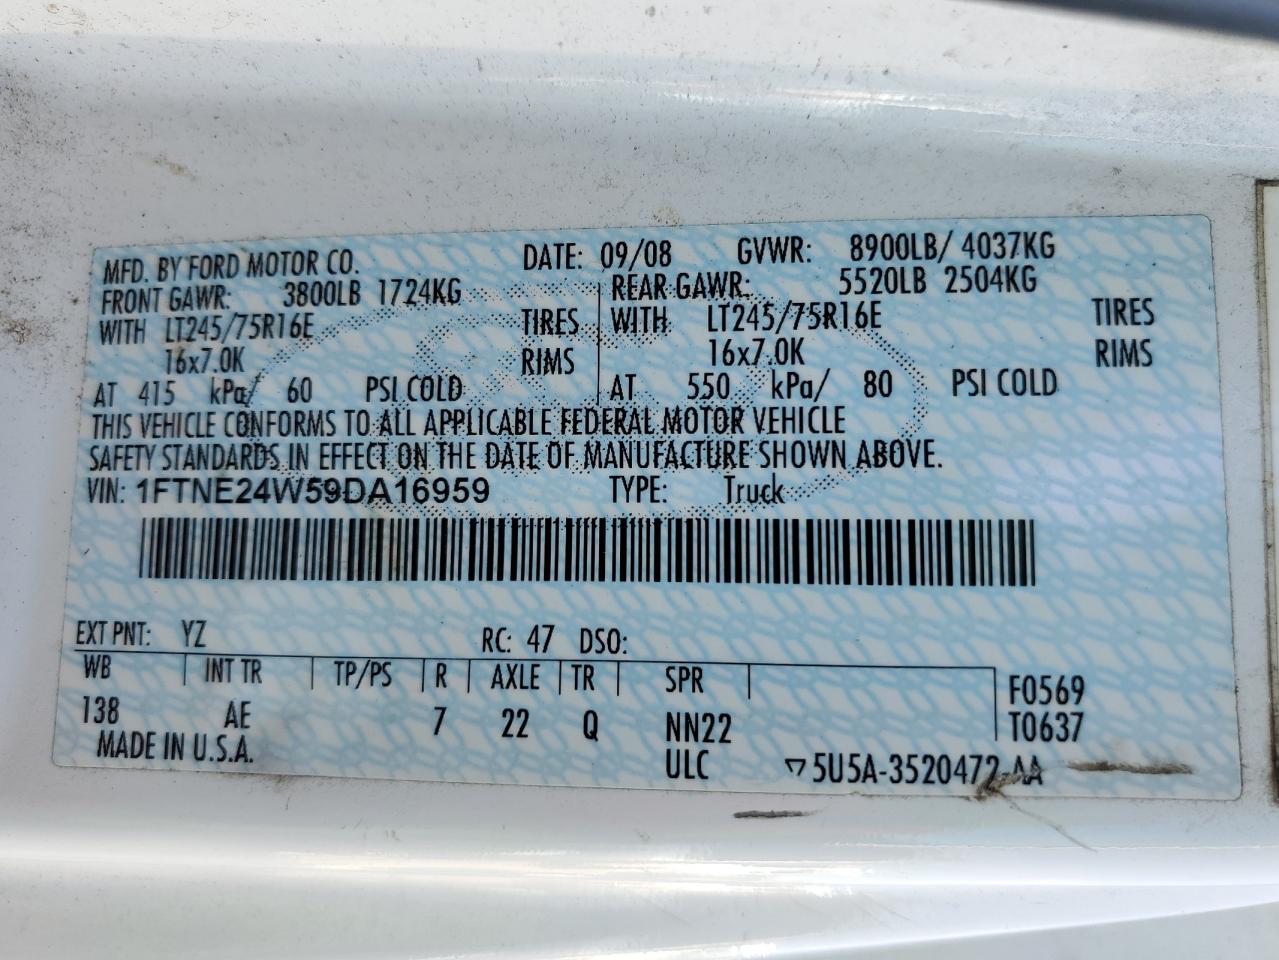 MFD. BY FORD MOTOR CO. DATE: 09/08 GVWR: 8900LB/ 4037KG
FRONT GAWR: 3800LB 1724KG REAR GAWR: 5520LB 2504KG
WITH LT245/75R16E TIRES WITH LT245/75R16E TIRES
16x7.0K RIMS 16x7.0K RIMS
AT 415 kPa/ 60 PSI COLD AT 550 kPa/ 80 PSI COLD
THIS VEHICLE CONFORMS TO ALL APPLICABLE FEDERAL MOTOR VEHICLE
SAFETY STANDARDS IN EFFECT ON THE DATE OF MANUFACTURE SHOWN ABOVE.
VIN: 1FTNE24W59DA16959 TYPE: Truck
EXT PNT: YZ RC: 47 DSO:
WB INT TR TP/PS R AXLE TR SPR F0569
138 AE 7 22 Q NN22 T0637
MADE IN U.S.A. ULC ▽5U5A-3520472-AA